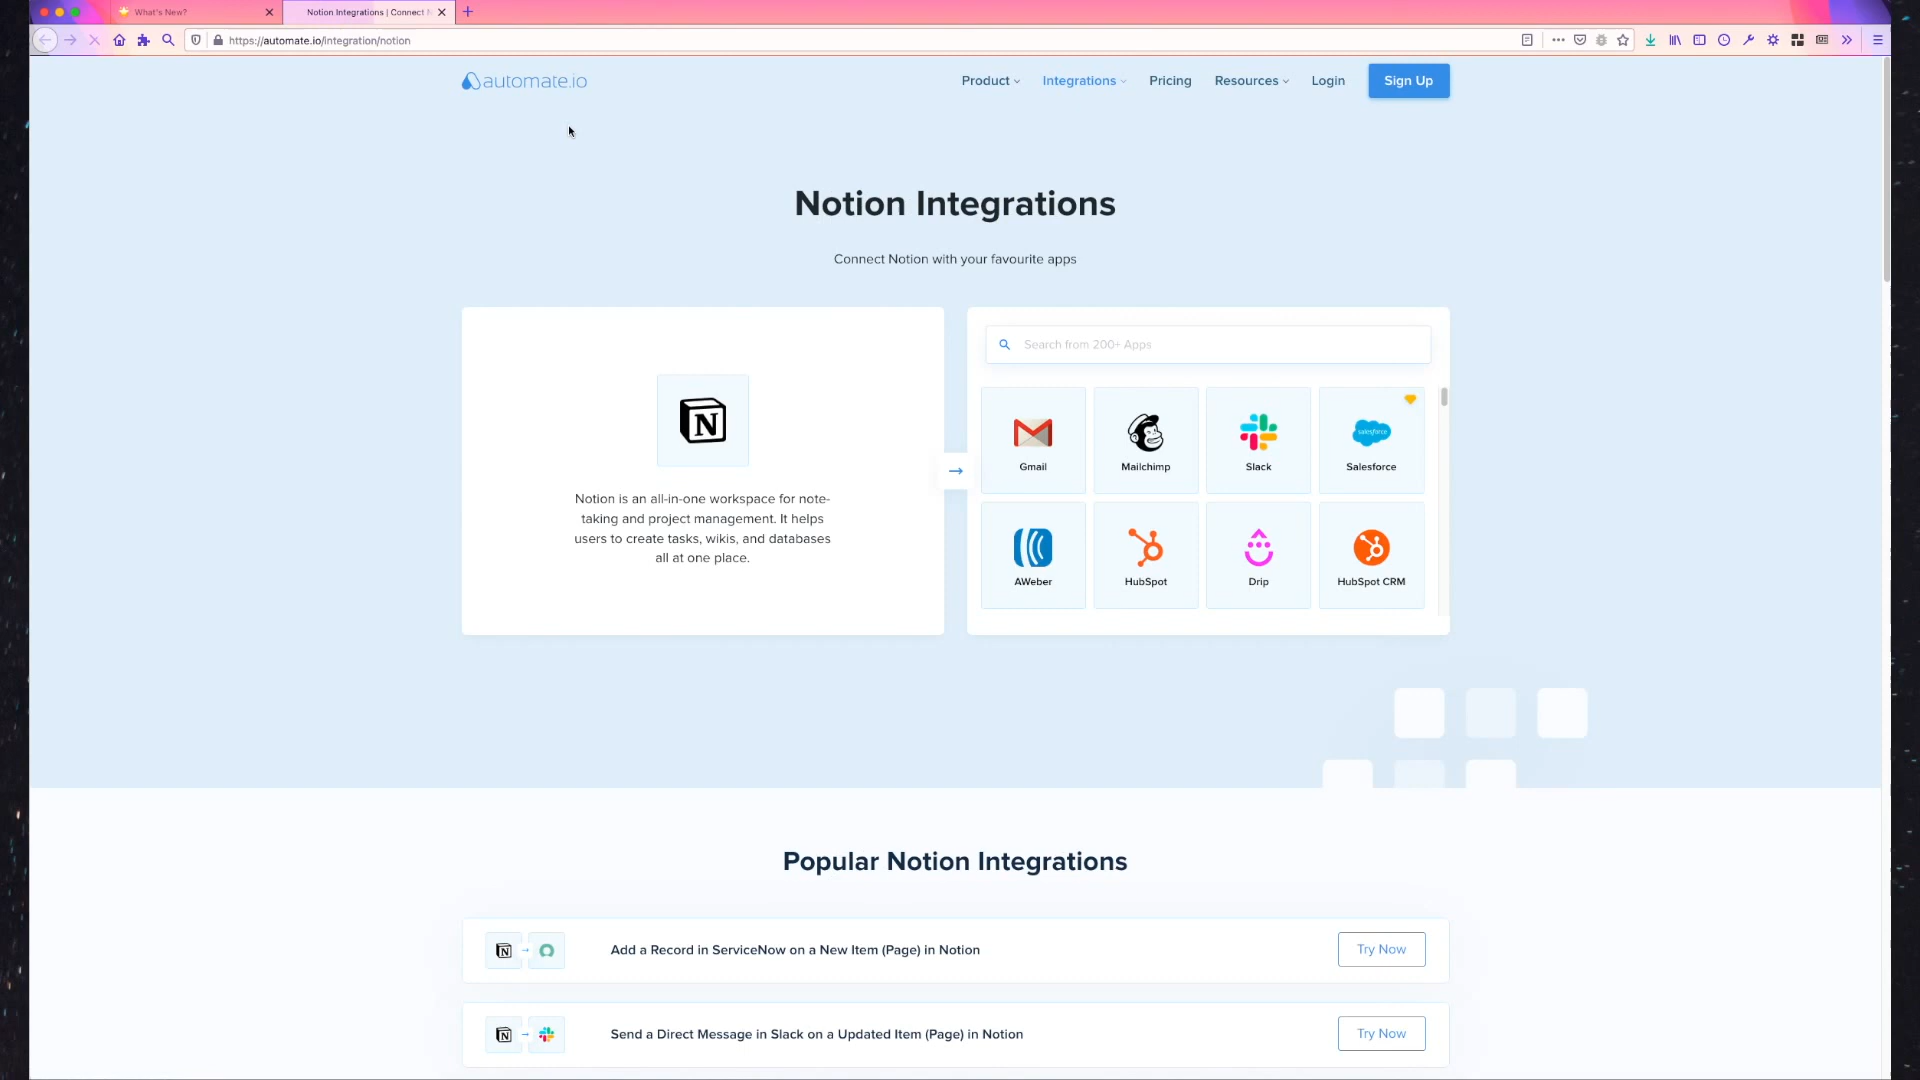 What's New?
Notion Integrations | Connect N
https://automate.io/integration/notion
automate.io
Product
Integrations
Pricing
Resources
Login
Sign Up
Notion Integrations
Connect Notion with your favourite apps
Notion is an all-in-one workspace for note-
taking and project management. It helps
users to create tasks, wikis, and databases
all at one place.
Search from 200+ Apps
Gmail
Mailchimp
Slack
salesforce
Salesforce
AWeber
HubSpot
Drip
HubSpot CRM
Popular Notion Integrations
Add a Record in ServiceNow on a New Item (Page) in Notion
Try Now
Send a Direct Message in Slack on a Updated Item (Page) in Notion
Try Now